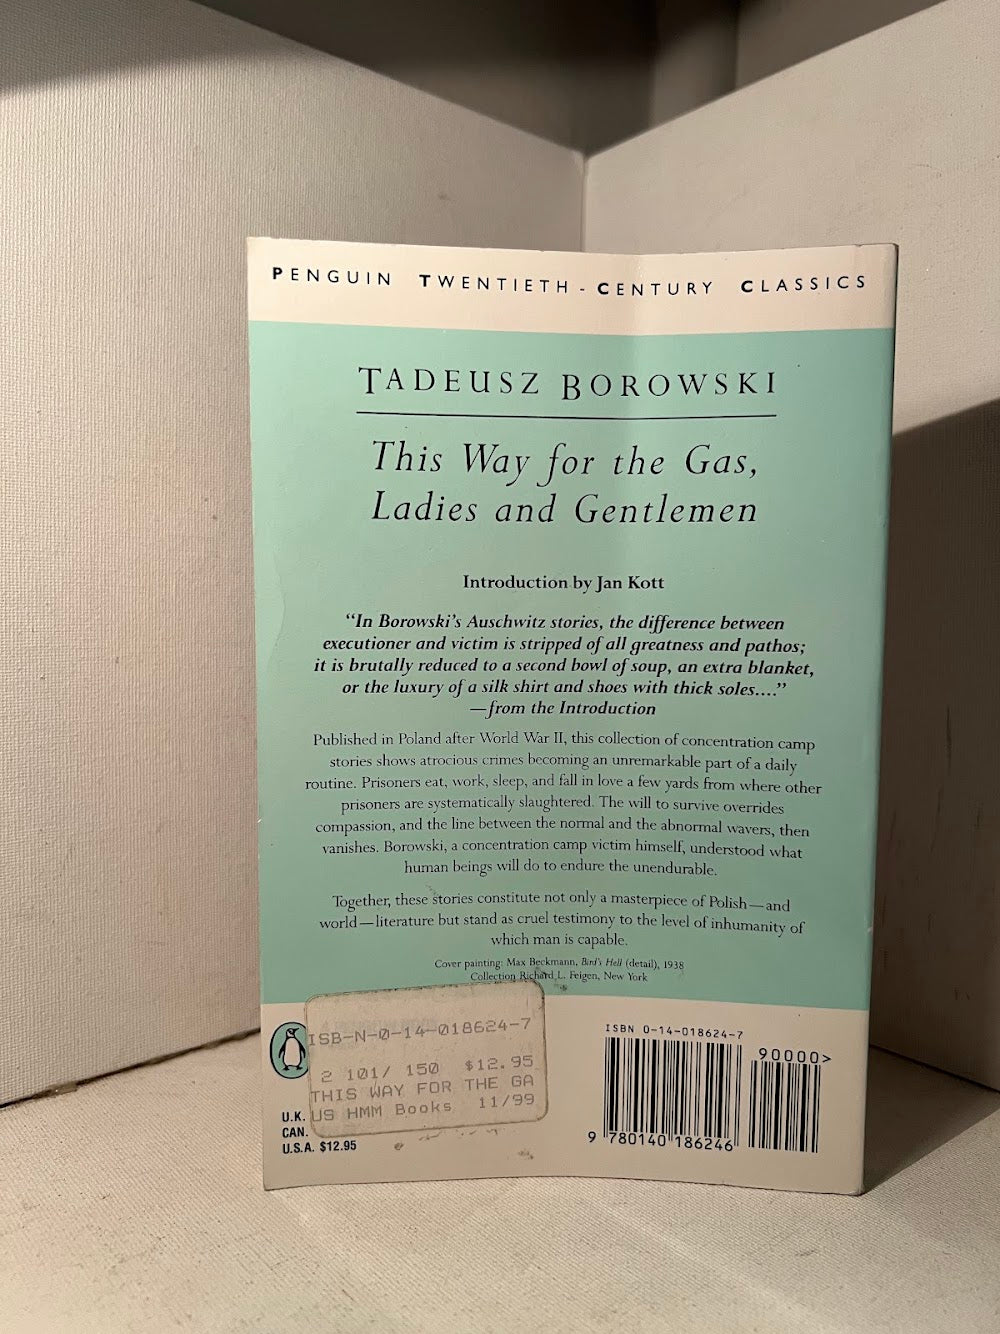 PENGUIN TWENTIETH-CENTURY CLASSICS
TADEUSZ BOROWSKI
This Way for the Gas,
Ladies and Gentlemen
Introduction by Jan Kott
“In Borowski’s Auschwitz stories, the difference between
executioner and victim is stripped of all greatness and pathos;
it is brutally reduced to a second bowl of soup, an extra blanket,
or the luxury of a silk shirt and shoes with thick soles....”
—from the Introduction
Published in Poland after World War II, this collection of concentration camp
stories shows atrocious crimes becoming an unremarkable part of a daily
routine. Prisoners eat, work, sleep, and fall in love a few yards from where other
prisoners are systematically slaughtered. The will to survive overrides
compassion, and the line between the normal and the abnormal wavers, then
vanishes. Borowski, a concentration camp victim himself, understood what
human beings will do to endure the unendurable.
Together, these stories constitute not only a masterpiece of Polish—and
world—literature but stand as cruel testimony to the level of inhumanity of
which man is capable.
Cover painting: Max Beckmann, Bird's Hell (detail), 1938
Collection Richard L. Feigen, New York
ISB-N-0-14-018624-7
2 101/ 150 $12.95
THIS WAY FOR THE GA
US HMM Books 11/99
U.K.
CAN.
U.S.A. $12.95
ISBN 0-14-018624-7
90000>
9 780140 186246